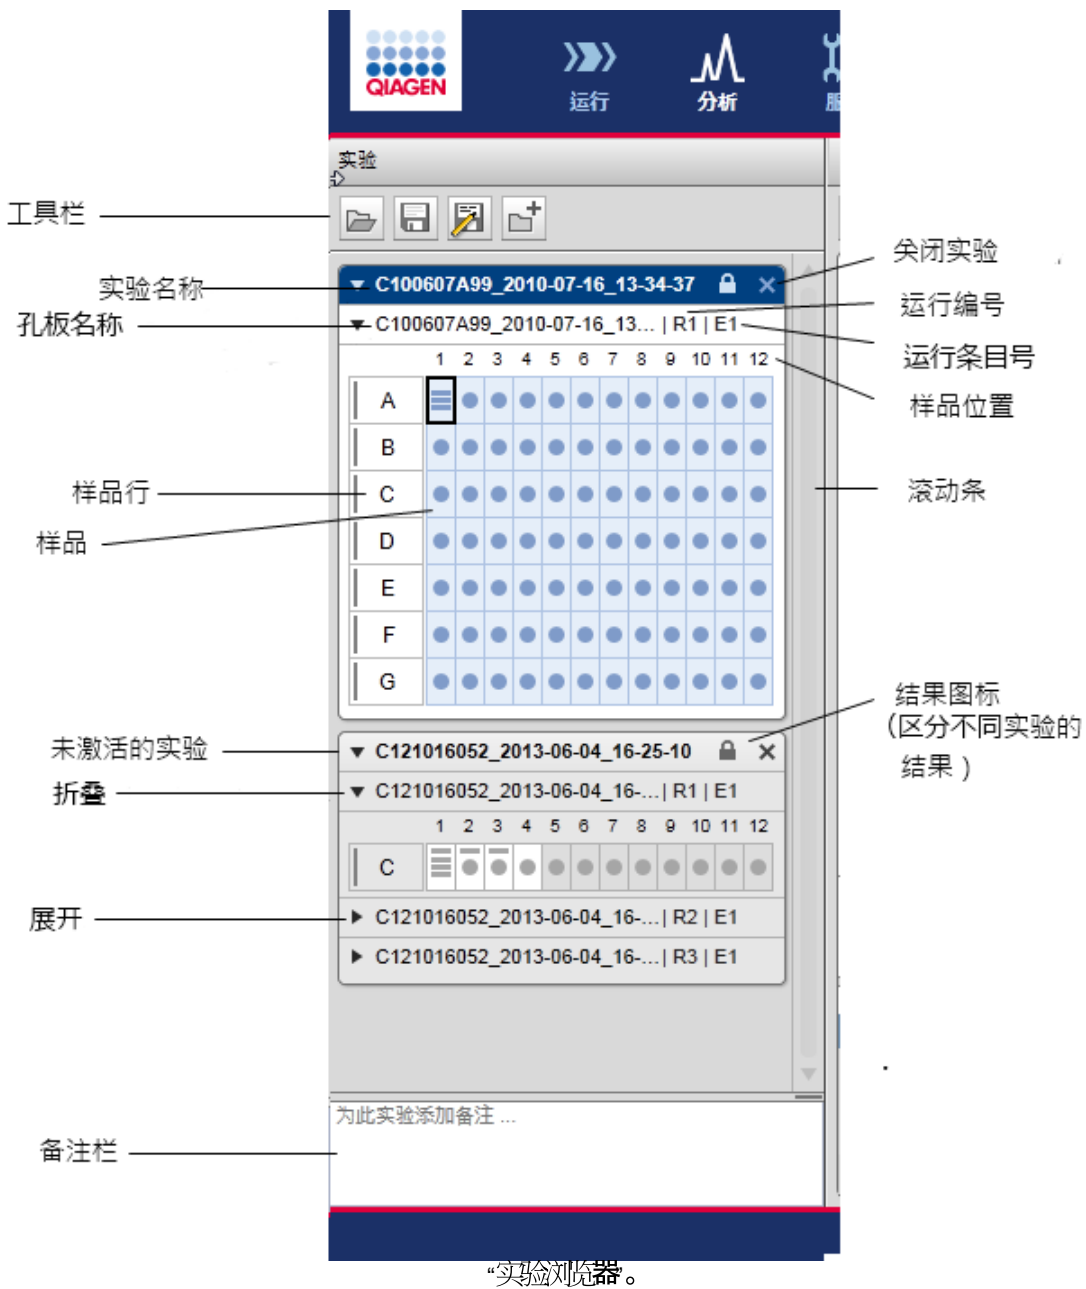 QIAGEN
运行
分析
实验
工具栏
关闭实验
实验名称
C100607A99_2010-07-16_13-34-37
运行编号
孔板名称
C100607A99_2010-07-16_13... | R1 | E1
运行条目号
1 2 3 4 5 6 7 8 9 10 11 12
A
样品位置
B
样品行
C
滚动条
样品
D
E
F
G
结果图标
（区分不同实验的
结果）
未激活的实验
C121016052_2013-06-04_16-25-10
折叠
C121016052_2013-06-04_16-...| R1 | E1
1 2 3 4 5 6 7 8 9 10 11 12
C
展开
C121016052_2013-06-04_16-...| R2 | E1
C121016052_2013-06-04_16-...| R3 | E1
为此实验添加备注 ...
备注栏
“实验浏览器”。